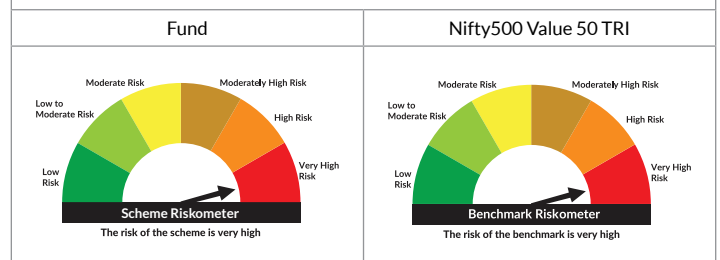 Fund
Moderate Risk
Moderately High Risk
Low to
Moderate Risk
High Risk
Low
Risk
Very High
Risk
Scheme Riskometer
The risk of the scheme is very high
Nifty500 Value 50 TRI
Moderate Risk
Moderately High Risk
Low to
Moderate Risk
High Risk
Low
Risk
Very High
Risk
Benchmark Riskometer
The risk of the benchmark is very high